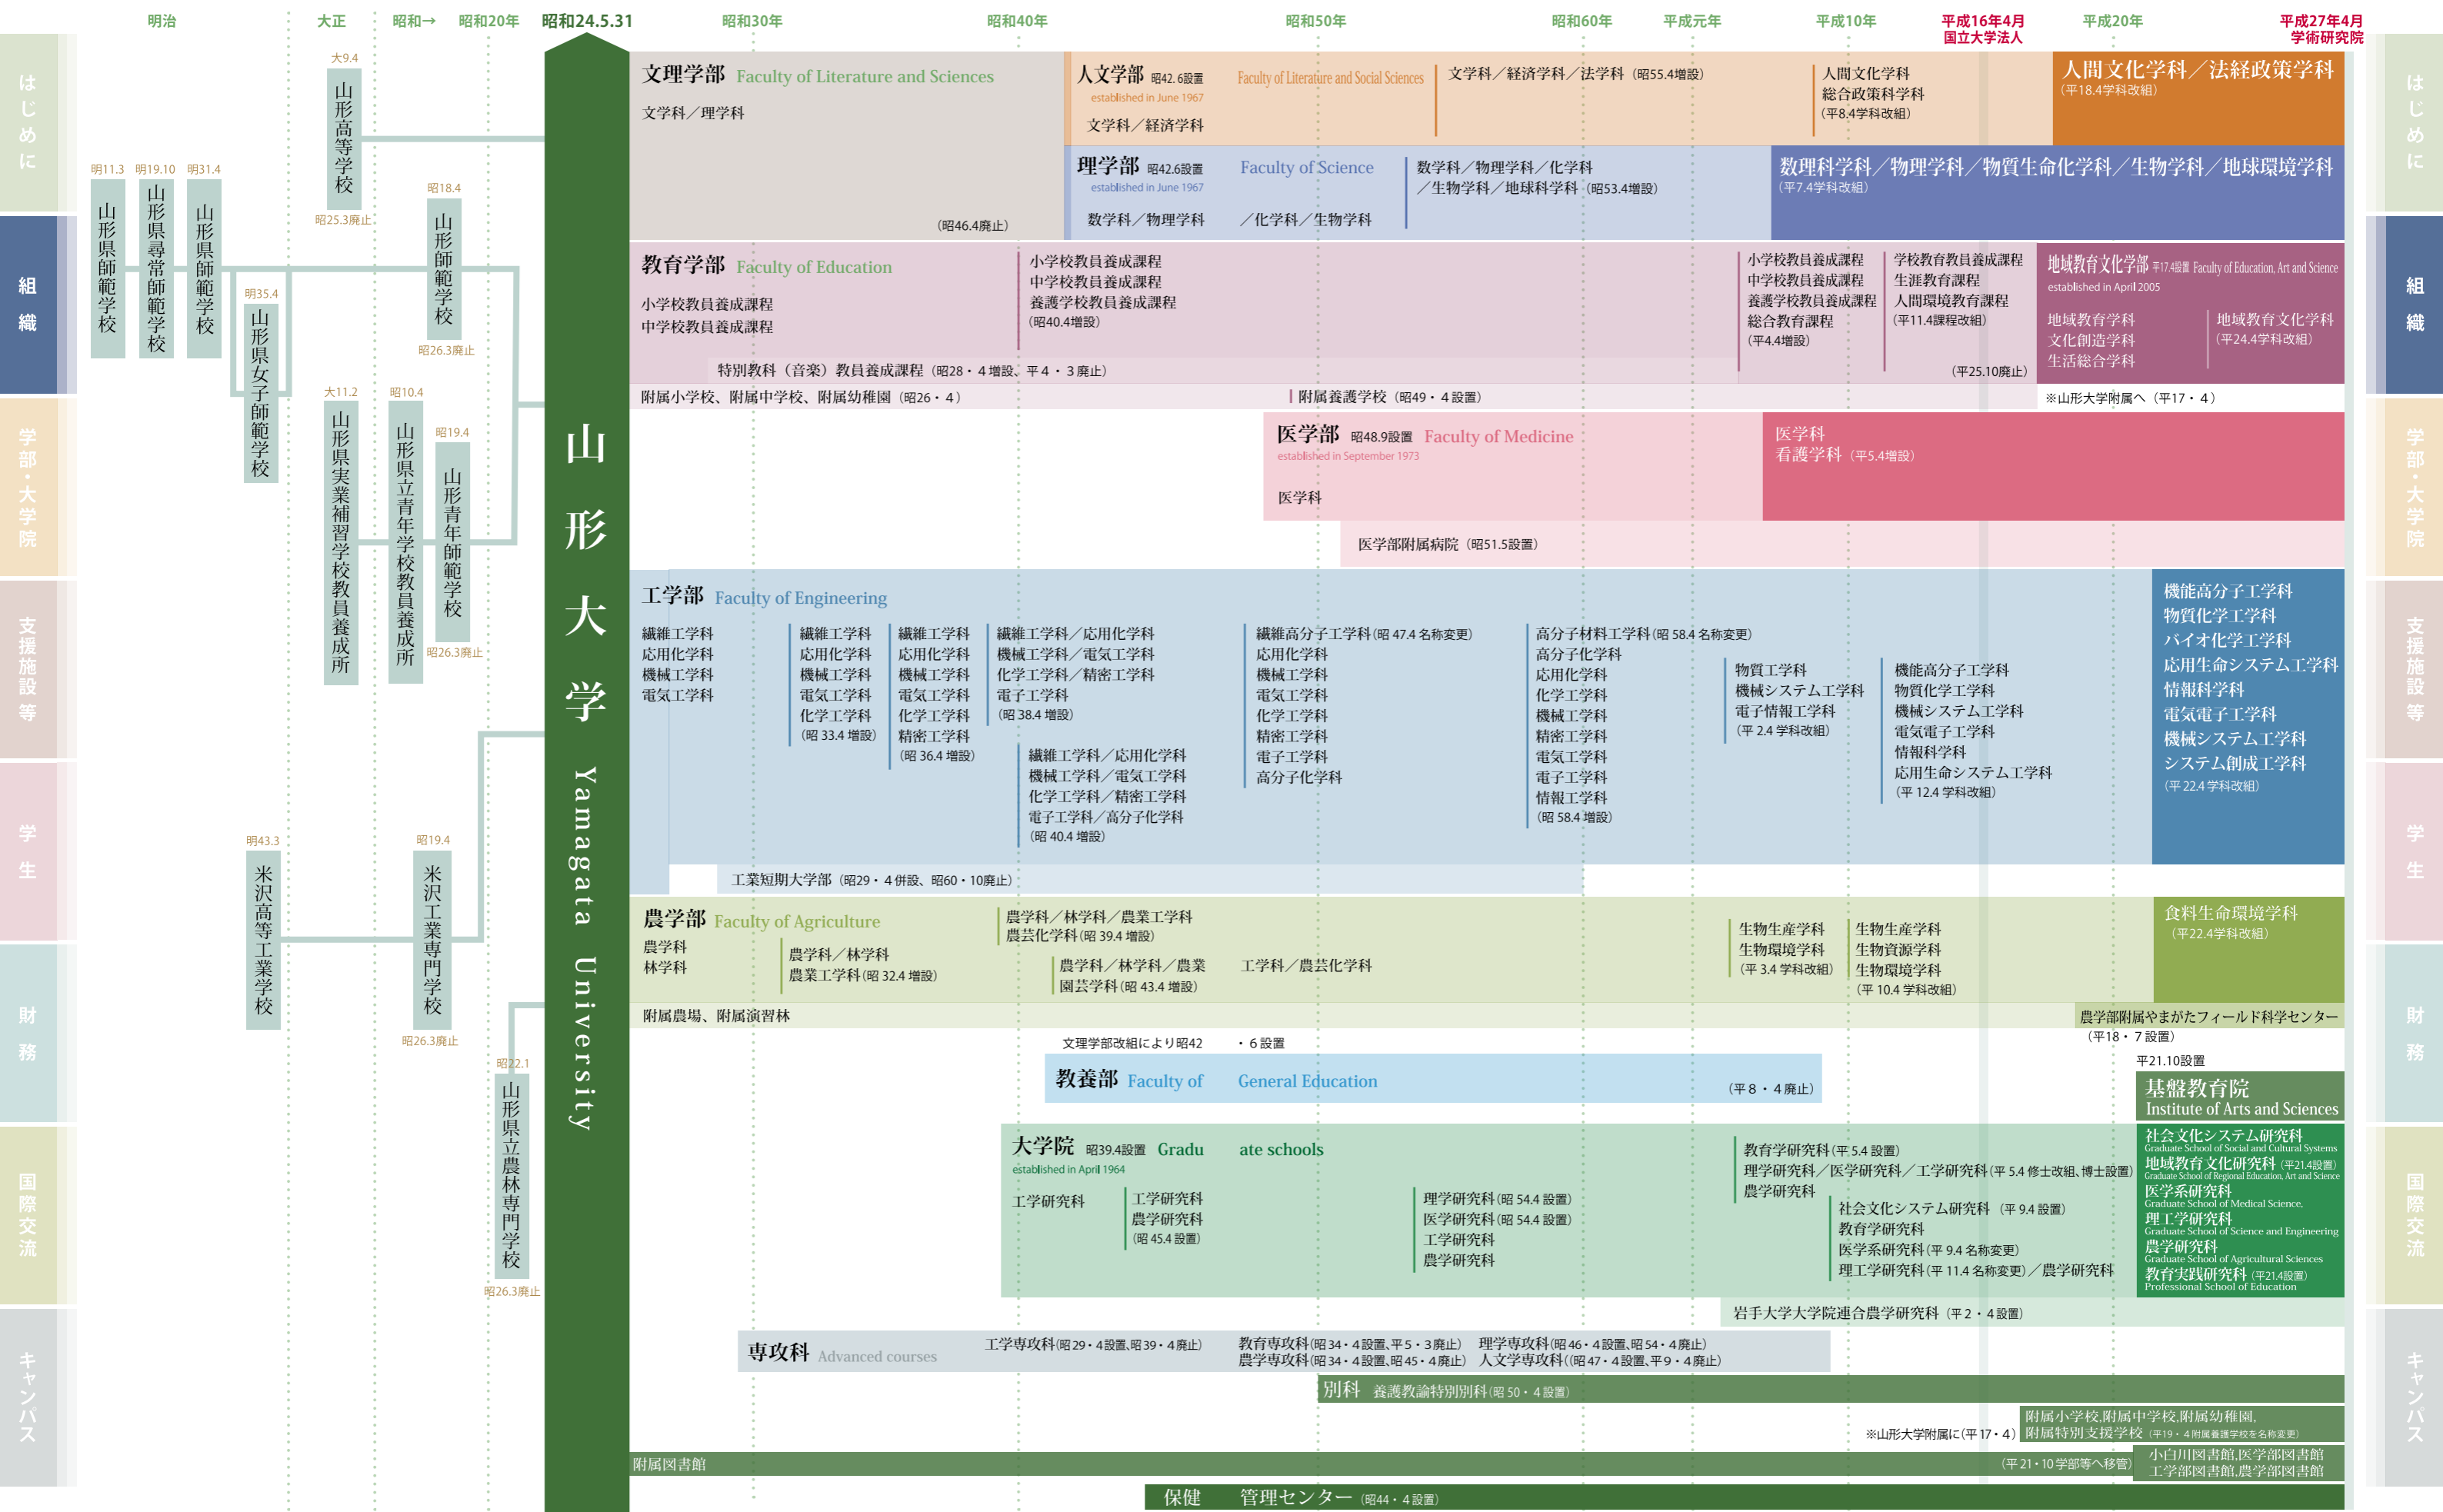 明治
大正
昭和→
昭和20年
昭和24.5.31
昭和30年
昭和40年
昭和50年
昭和60年
平成元年
平成10年
平成16年4月
国立大学法人
平成20年
平成27年4月
学術研究院
はじめに
組織
学部・大学院
支援施設等
学生
財務
国際交流
キャンパス
明11.3
山形県師範学校
明19.10
山形県尋常師範学校
明31.4
山形県師範学校
明35.4
山形県女子師範学校
大9.4
山形高等学校
昭25.3廃止
昭18.4
山形師範学校
昭26.3廃止
大11.2
山形県実業補習学校教員養成所
昭10.4
山形県立青年学校教員養成所
昭19.4
山形青年師範学校
昭26.3廃止
明43.3
米沢高等工業学校
昭19.4
米沢工業専門学校
昭26.3廃止
昭22.1
山形県立農林専門学校
昭26.3廃止
山形大学 Yamagata University
文理学部 Faculty of Literature and Sciences
文学科／理学科
（昭46.4廃止）
人文学部 昭42.6設置 Faculty of Literature and Social Sciences
established in June 1967
文学科／経済学科
文学科／経済学科／法学科（昭55.4増設）
人間文化学科
総合政策科学科
（平8.4学科改組）
人間文化学科／法経政策学科
（平18.4学科改組）
理学部 昭42.6設置 Faculty of Science
established in June 1967
数学科／物理学科／化学科／生物学科
数学科／物理学科／化学科
／生物学科／地球科学科（昭53.4増設）
数理科学科／物理学科／物質生命化学科／生物学科／地球環境学科
（平7.4学科改組）
教育学部 Faculty of Education
小学校教員養成課程
中学校教員養成課程
小学校教員養成課程
中学校教員養成課程
養護学校教員養成課程
（昭40.4増設）
特別教科（音楽）教員養成課程（昭28・4増設、平4・3廃止）
小学校教員養成課程
中学校教員養成課程
養護学校教員養成課程
総合教育課程
（平4.4増設）
学校教育教員養成課程
生涯教育課程
人間環境教育課程
（平11.4課程改組）
（平25.10廃止）
地域教育文化学部 平17.4設置 Faculty of Education, Art and Science
established in April 2005
地域教育学科
文化創造学科
生活総合学科
地域教育文化学科
（平24.4学科改組）
附属小学校、附属中学校、附属幼稚園（昭26・4）
附属養護学校（昭49・4設置）
※山形大学附属へ（平17・4）
医学部 昭48.9設置 Faculty of Medicine
established in September 1973
医学科
医学科
看護学科（平5.4増設）
医学部附属病院（昭51.5設置）
工学部 Faculty of Engineering
繊維工学科
応用化学科
機械工学科
電気工学科
繊維工学科
応用化学科
機械工学科
電気工学科
化学工学科
（昭33.4増設）
繊維工学科
応用化学科
機械工学科
電気工学科
化学工学科
精密工学科
（昭36.4増設）
繊維工学科／応用化学科
機械工学科／電気工学科
化学工学科／精密工学科
電子工学科
（昭38.4増設）
繊維工学科／応用化学科
機械工学科／電気工学科
化学工学科／精密工学科
電子工学科／高分子化学科
（昭40.4増設）
繊維高分子工学科（昭47.4名称変更）
応用化学科
機械工学科
電気工学科
化学工学科
精密工学科
電子工学科
高分子化学科
高分子材料工学科（昭58.4名称変更）
高分子化学科
応用化学科
化学工学科
機械工学科
精密工学科
電気工学科
電子工学科
情報工学科
（昭58.4増設）
物質工学科
機械システム工学科
電子情報工学科
（平2.4学科改組）
機能高分子工学科
物質化学工学科
機械システム工学科
電気電子工学科
情報科学科
応用生命システム工学科
（平12.4学科改組）
機能高分子工学科
物質化学工学科
バイオ化学工学科
応用生命システム工学科
情報科学科
電気電子工学科
機械システム工学科
システム創成工学科
（平22.4学科改組）
工業短期大学部（昭29・4併設、昭60・10廃止）
農学部 Faculty of Agriculture
農学科
林学科
農学科／林学科
農業工学科（昭32.4増設）
農学科／林学科／農業工学科
農芸化学科（昭39.4増設）
農学科／林学科／農業工学科／農芸化学科
園芸学科（昭43.4増設）
生物生産学科
生物環境学科
（平3.4学科改組）
生物生産学科
生物資源学科
生物環境学科
（平10.4学科改組）
食料生命環境学科
（平22.4学科改組）
附属農場、附属演習林
農学部附属やまがたフィールド科学センター
（平18・7設置）
文理学部改組により昭42・6設置
教養部 Faculty of General Education
（平8・4廃止）
平21.10設置
基盤教育院
Institute of Arts and Sciences
大学院 昭39.4設置 Graduate schools
established in April 1964
工学研究科
工学研究科
農学研究科
（昭45.4設置）
理学研究科（昭54.4設置）
医学研究科（昭54.4設置）
工学研究科
農学研究科
教育学研究科（平5.4設置）
理学研究科／医学研究科／工学研究科（平5.4修士改組、博士設置）
農学研究科
社会文化システム研究科（平9.4設置）
教育学研究科
医学系研究科（平9.4名称変更）
理工学研究科（平11.4名称変更）／農学研究科
社会文化システム研究科
Graduate School of Social and Cultural Systems
地域教育文化研究科（平21.4設置）
Graduate School of Regional Education, Art and Science
医学系研究科
Graduate School of Medical Science,
理工学研究科
Graduate School of Science and Engineering
農学研究科
Graduate School of Agricultural Sciences
教育実践研究科（平21.4設置）
Professional School of Education
岩手大学大学院連合農学研究科（平2・4設置）
専攻科 Advanced courses
工学専攻科（昭29・4設置、昭39・4廃止）
教育専攻科（昭34・4設置、平5・3廃止） 理学専攻科（昭46・4設置、昭54・4廃止）
農学専攻科（昭34・4設置、昭45・4廃止） 人文学専攻科（（昭47・4設置、平9・4廃止）
別科 養護教諭特別別科（昭50・4設置）
※山形大学附属に（平17・4）
附属小学校,附属中学校,附属幼稚園,
附属特別支援学校（平19・4附属養護学校を名称変更）
附属図書館
（平21・10学部等へ移管）
小白川図書館,医学部図書館
工学部図書館,農学部図書館
保健管理センター（昭44・4設置）
はじめに
組織
学部・大学院
支援施設等
学生
財務
国際交流
キャンパス